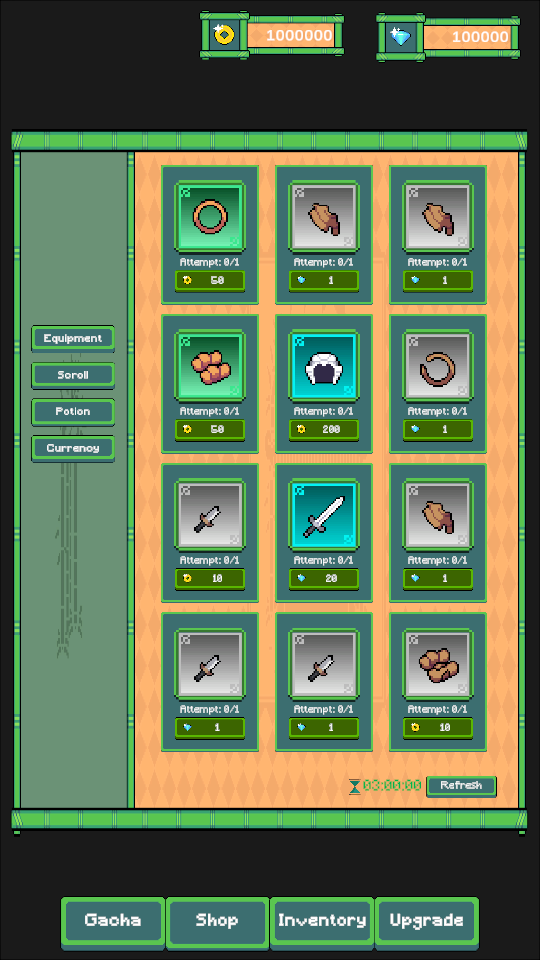 1000000
100000
Attempt: 0/1
Attempt: 0/1
Attempt: 0/1
50
1
1
Equipment
Scroll
Potion
Currency
Attempt: 0/1
Attempt: 0/1
Attempt: 0/1
50
200
1
Attempt: 0/1
Attempt: 0/1
Attempt: 0/1
10
20
1
Attempt: 0/1
Attempt: 0/1
Attempt: 0/1
1
1
10
03:00:00
Refresh
Gacha
Shop
Inventory
Upgrade